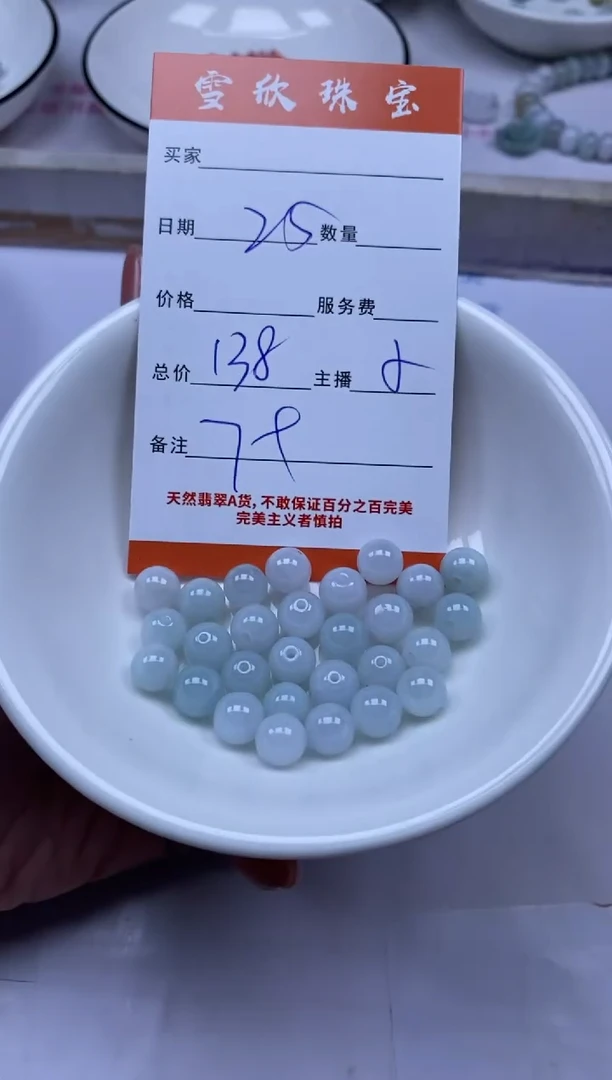 雪欣珠宝
买家
日期 25 数量
价格 服务费
总价 138 主播
备注
天然翡翠A货,不敢保证百分之百完美
完美主义者慎拍